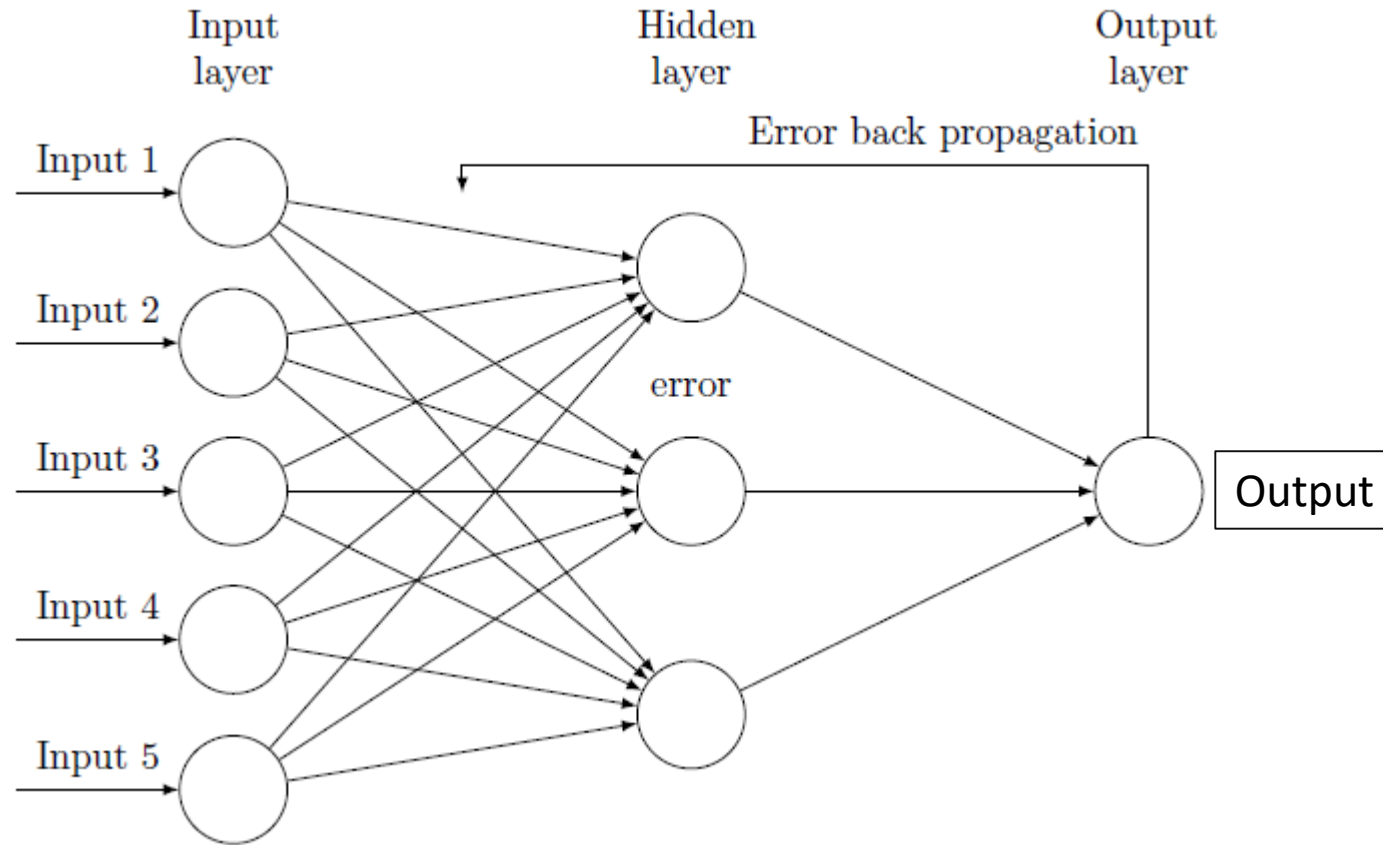 Input
layer
Hidden
layer
Output
layer
Error back propagation
Input 1
Input 2
error
Input 3
Output
Input 4
Input 5